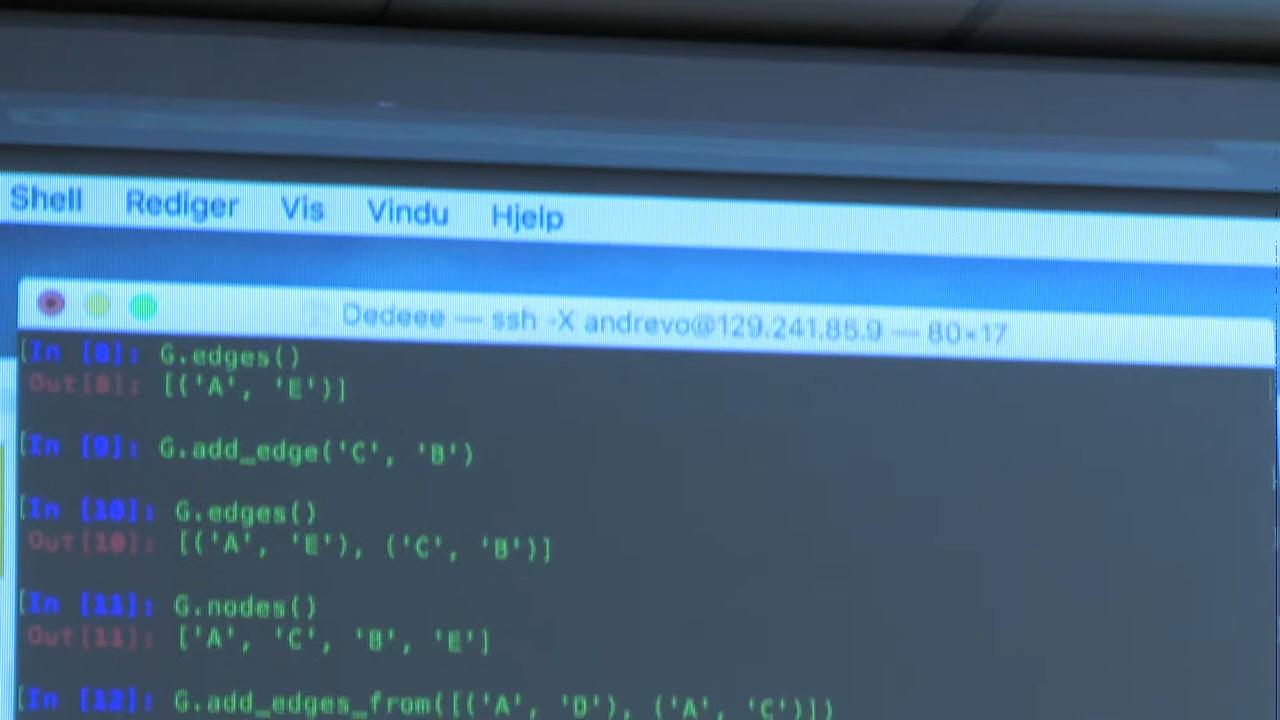 Shell Rediger Vis Vindu Hjelp
Dedeee — ssh -X andrevo@129.241.85.9 — 80×17
[In [8]: G.edges()
Out[8]: [('A', 'E')]
[In [9]: G.add_edge('C', 'B')
[In [10]: G.edges()
Out[10]: [('A', 'E'), ('C', 'B')]
[In [11]: G.nodes()
Out[11]: ['A', 'C', 'B', 'E']
[In [12]: G.add_edges_from([('A', 'D'), ('A', 'C')])